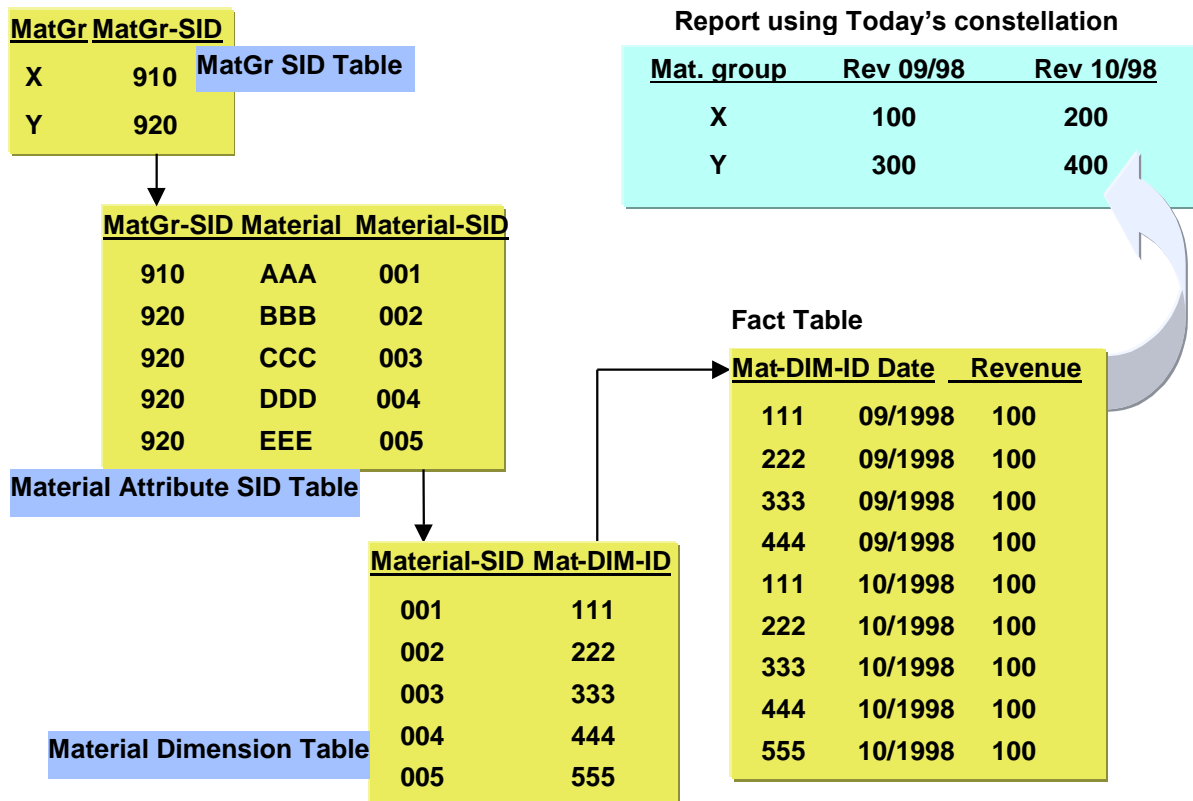 MatGr MatGr-SID
X 910
Y 920
MatGr SID Table
Report using Today's constellation
Mat. group Rev 09/98 Rev 10/98
X 100 200
Y 300 400
MatGr-SID Material Material-SID
910 AAA 001
920 BBB 002
920 CCC 003
920 DDD 004
920 EEE 005
Material Attribute SID Table
Material-SID Mat-DIM-ID
001 111
002 222
003 333
004 444
005 555
Material Dimension Table
Fact Table
Mat-DIM-ID Date Revenue
111 09/1998 100
222 09/1998 100
333 09/1998 100
444 09/1998 100
111 10/1998 100
222 10/1998 100
333 10/1998 100
444 10/1998 100
555 10/1998 100